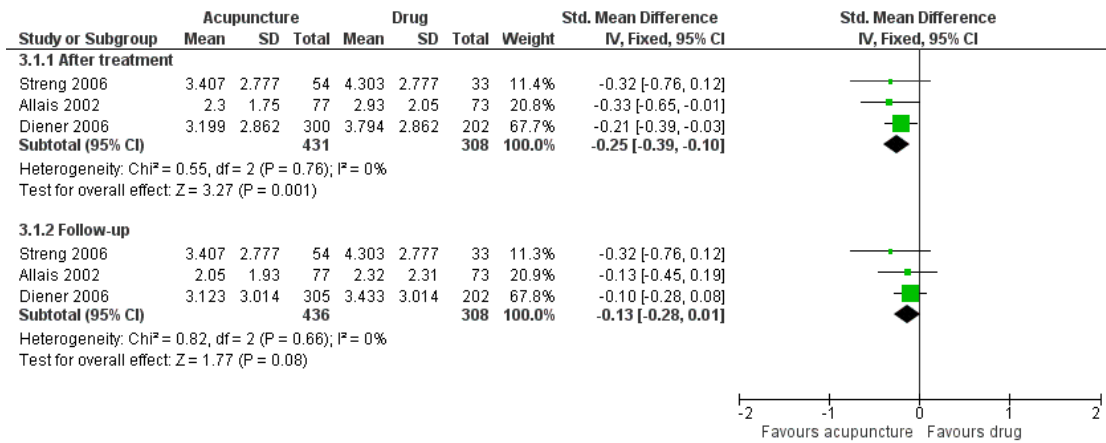 Acupuncture Drug Std. Mean Difference Std. Mean Difference
Study or Subgroup Mean SD Total Mean SD Total Weight IV, Fixed, 95% CI IV, Fixed, 95% CI
3.1.1 After treatment
Streng 2006 3.407 2.777 54 4.303 2.777 33 11.4% -0.32 [-0.76, 0.12]
Allais 2002 2.3 1.75 77 2.93 2.05 73 20.8% -0.33 [-0.65, -0.01]
Diener 2006 3.199 2.862 300 3.794 2.862 202 67.7% -0.21 [-0.39, -0.03]
Subtotal (95% CI) 431 308 100.0% -0.25 [-0.39, -0.10]
Heterogeneity: Chi² = 0.55, df = 2 (P = 0.76); I² = 0%
Test for overall effect: Z = 3.27 (P = 0.001)
3.1.2 Follow-up
Streng 2006 3.407 2.777 54 4.303 2.777 33 11.3% -0.32 [-0.76, 0.12]
Allais 2002 2.05 1.93 77 2.32 2.31 73 20.9% -0.13 [-0.45, 0.19]
Diener 2006 3.123 3.014 305 3.433 3.014 202 67.8% -0.10 [-0.28, 0.08]
Subtotal (95% CI) 436 308 100.0% -0.13 [-0.28, 0.01]
Heterogeneity: Chi² = 0.82, df = 2 (P = 0.66); I² = 0%
Test for overall effect: Z = 1.77 (P = 0.08)
-2 -1 0 1 2
Favours acupuncture Favours drug